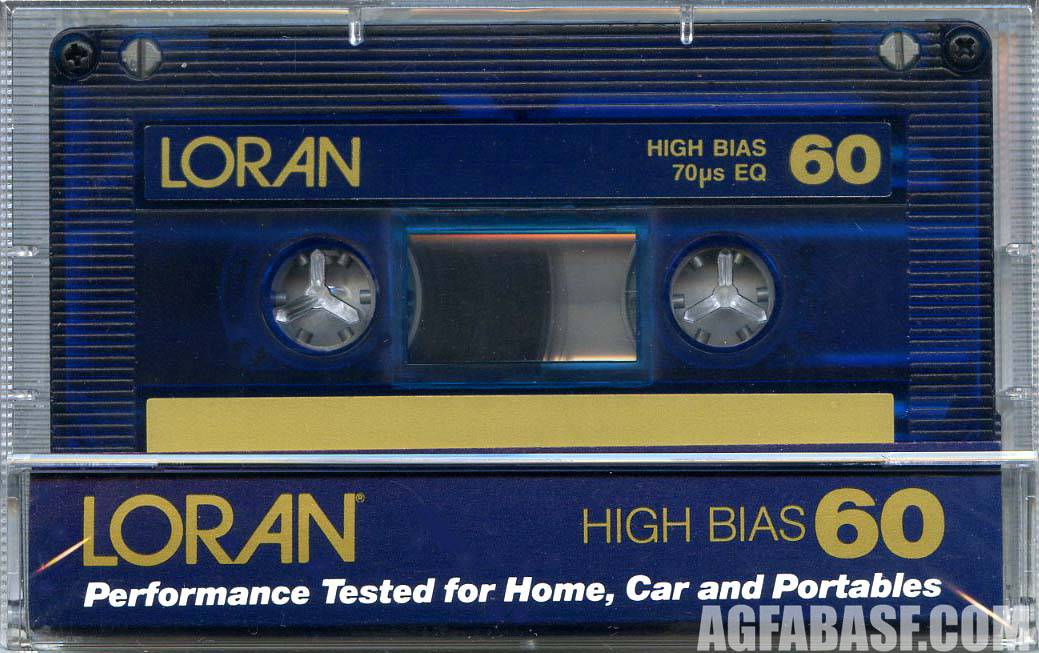 LORAN
HIGH BIAS
70µs EQ
60
LORAN®
HIGH BIAS 60
Performance Tested for Home, Car and Portables
AGFABASF.COM